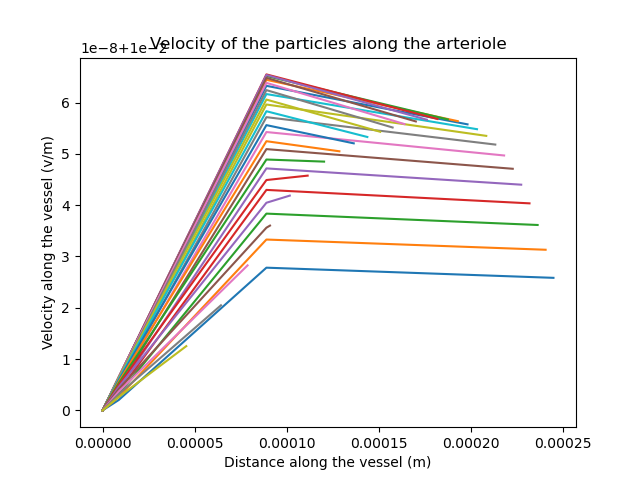 Velocity of the particles along the arteriole
1e−8+1e−2
6
5
4
3
2
1
0
Velocity along the vessel (v/m)
0.00000 0.00005 0.00010 0.00015 0.00020 0.00025
Distance along the vessel (m)